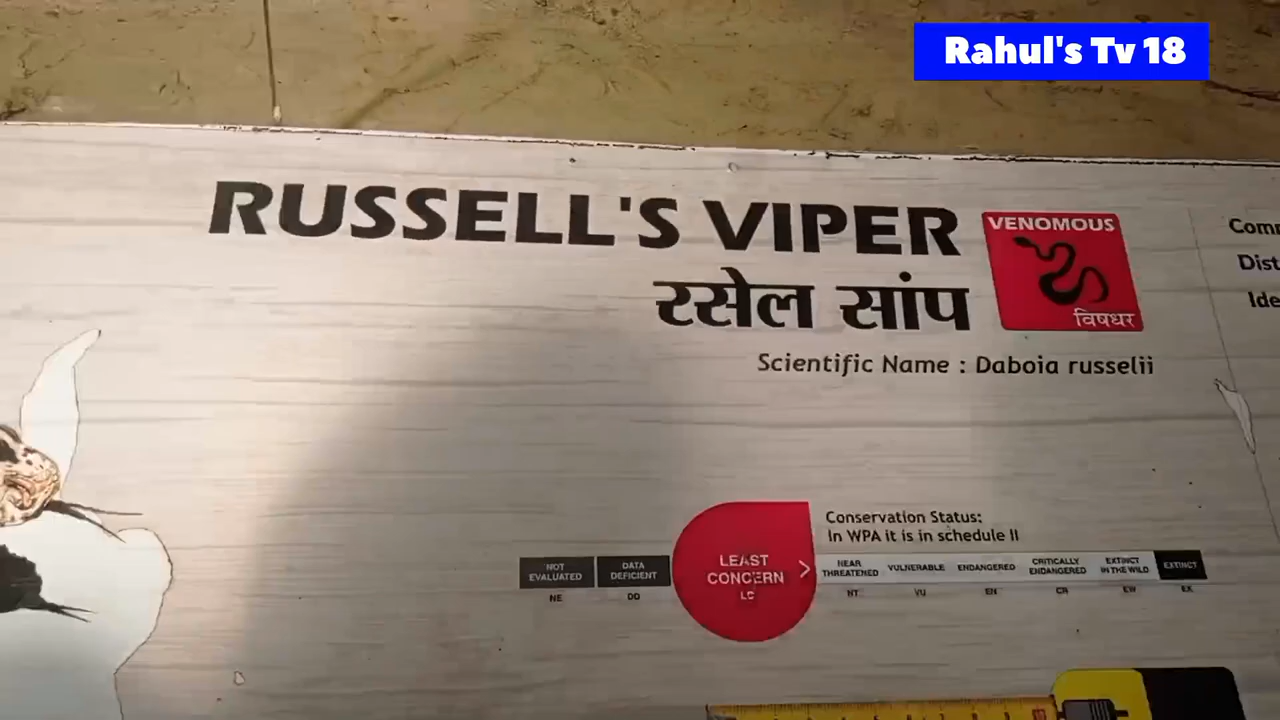 Rahul's Tv 18
RUSSELL'S VIPER
रसेल सांप
VENOMOUS
विषधर
Scientific Name : Daboia russelii
Conservation Status:
In WPA it is in schedule II
NOT EVALUATED
NE
DATA DEFICIENT
DD
LEAST CONCERN
LC
NEAR THREATENED
NT
VULNERABLE
VU
ENDANGERED
EN
CRITICALLY ENDANGERED
CR
EXTINCT IN THE WILD
EW
EXTINCT
EX